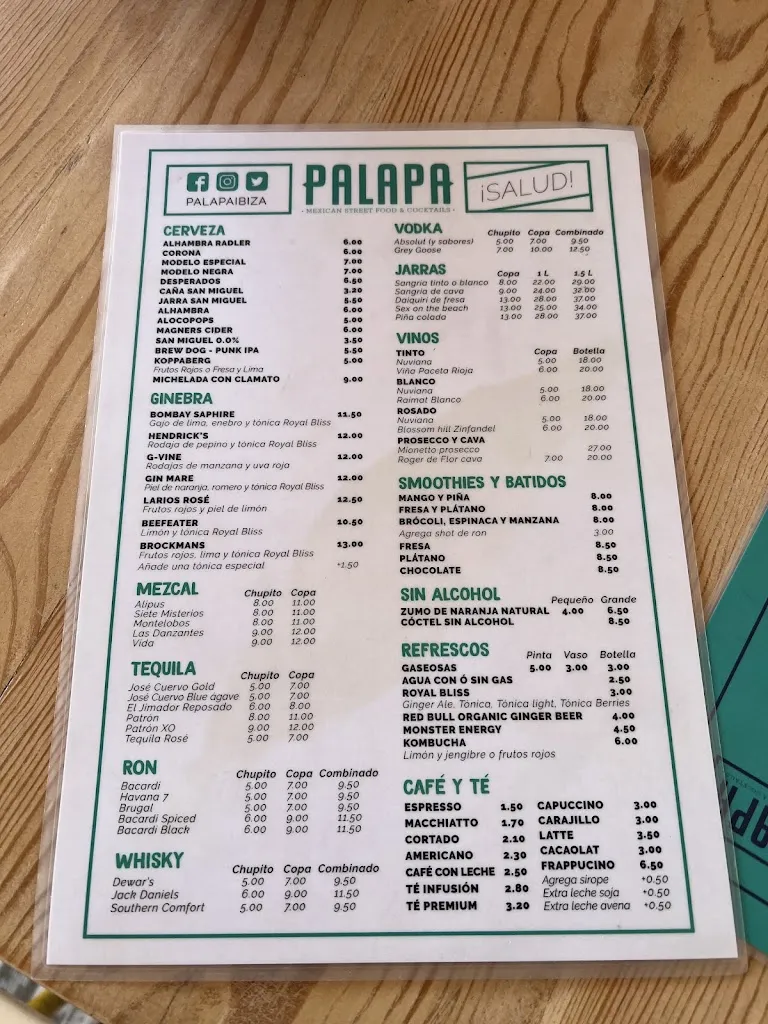 PALAPAIBIZA
PALAPA
• MEXICAN STREET FOOD & COCKTAILS •
¡SALUD!
CERVEZA
ALHAMBRA RADLER 6.00
CORONA 6.00
MODELO ESPECIAL 7.00
MODELO NEGRA 7.00
DESPERADOS 6.50
CAÑA SAN MIGUEL 3.20
JARRA SAN MIGUEL 5.50
ALHAMBRA 6.00
ALOCOPOPS 5.00
MAGNERS CIDER 6.00
SAN MIGUEL 0.0% 3.50
BREW DOG - PUNK IPA 5.50
KOPPABERG 5.00
Frutos Rojos o Fresa y Lima
MICHELADA CON CLAMATO 9.00
GINEBRA
BOMBAY SAPHIRE 11.50
Gajo de lima, enebro y tónica Royal Bliss
HENDRICK'S 12.00
Rodaja de pepino y tónica Royal Bliss
G-VINE 12.00
Rodajas de manzana y uva roja
GIN MARE 12.50
Piel de naranja, romero y tónica Royal Bliss
LARIOS ROSÉ 12.50
Frutos rojos y piel de limón
BEEFEATER 10.50
Limón y tónica Royal Bliss
BROCKMANS 13.00
Frutos rojos, lima y tónica Royal Bliss
Añade una tónica especial +1.50
MEZCAL Chupito Copa
Alipus 8.00 11.00
Siete Misterios 8.00 11.00
Montelobos 8.00 11.00
Las Danzantes 9.00 12.00
Vida 9.00 12.00
TEQUILA Chupito Copa
José Cuervo Gold 5.00 7.00
José Cuervo Blue agave 5.00 7.00
El Jimador Reposado 6.00 8.00
Patrón 8.00 11.00
Patrón XO 9.00 12.00
Tequila Rosé 5.00 7.00
RON Chupito Copa Combinado
Bacardi 5.00 7.00 9.50
Havana 7 5.00 7.00 9.50
Brugal 5.00 7.00 9.50
Bacardi Spiced 6.00 9.00 11.50
Bacardi Black 6.00 9.00 11.50
WHISKY Chupito Copa Combinado
Dewar's 5.00 7.00 9.50
Jack Daniels 6.00 9.00 11.50
Southern Comfort 5.00 7.00 9.50
VODKA Chupito Copa Combinado
Absolut (y sabores) 5.00 7.00 9.50
Grey Goose 7.00 10.00 12.50
JARRAS Copa 1 L 1.5 L
Sangria tinto o blanco 8.00 22.00 29.00
Sangria de cava 9.00 24.00 32.00
Daiquiri de fresa 13.00 28.00 37.00
Sex on the beach 13.00 25.00 34.00
Piña colada 13.00 28.00 37.00
VINOS
TINTO Copa Botella
Nuviana 5.00 18.00
Viña Paceta Rioja 6.00 20.00
BLANCO
Nuviana 5.00 18.00
Raimat Blanco 6.00 20.00
ROSADO
Nuviana 5.00 18.00
Blossom hill Zinfandel 6.00 20.00
PROSECCO Y CAVA
Mionetto prosecco 27.00
Roger de Flor cava 7.00 20.00
SMOOTHIES Y BATIDOS
MANGO Y PIÑA 8.00
FRESA Y PLÁTANO 8.00
BRÓCOLI, ESPINACA Y MANZANA 8.00
Agrega shot de ron 3.00
FRESA 8.50
PLÁTANO 8.50
CHOCOLATE 8.50
SIN ALCOHOL Pequeño Grande
ZUMO DE NARANJA NATURAL 4.00 6.50
CÓCTEL SIN ALCOHOL 8.50
REFRESCOS Pinta Vaso Botella
GASEOSAS 5.00 3.00 3.00
AGUA CON Ó SIN GAS 2.50
ROYAL BLISS 3.00
Ginger Ale, Tónica, Tónica light, Tónica Berries
RED BULL ORGANIC GINGER BEER 4.00
MONSTER ENERGY 4.50
KOMBUCHA 6.00
Limón y jengibre o frutos rojos
CAFÉ Y TÉ
ESPRESSO 1.50
MACCHIATTO 1.70
CORTADO 2.10
AMERICANO 2.30
CAFÉ CON LECHE 2.50
TÉ INFUSIÓN 2.80
TÉ PREMIUM 3.20
CAPUCCINO 3.00
CARAJILLO 3.00
LATTE 3.50
CACAOLAT 3.00
FRAPPUCINO 6.50
Agrega sirope +0.50
Extra leche soja +0.50
Extra leche avena +0.50